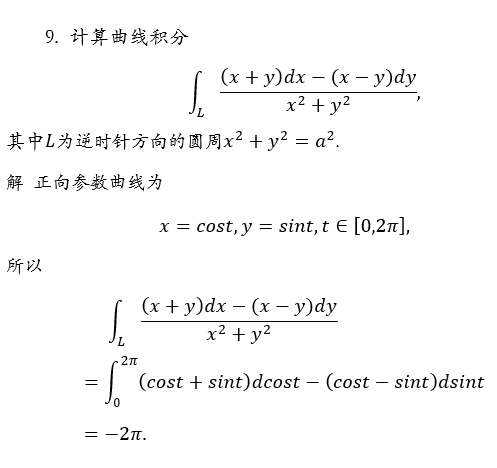 9. 计算曲线积分
∫_L ((x + y)dx − (x − y)dy)/(x² + y²),
其中L为逆时针方向的圆周x² + y² = a².
解 正向参数曲线为
x = cost, y = sint, t ∈ [0,2π],
所以
∫_L ((x + y)dx − (x − y)dy)/(x² + y²)
= ∫_0^{2π} (cost + sint)dcost − (cost − sint)dsint
= −2π.